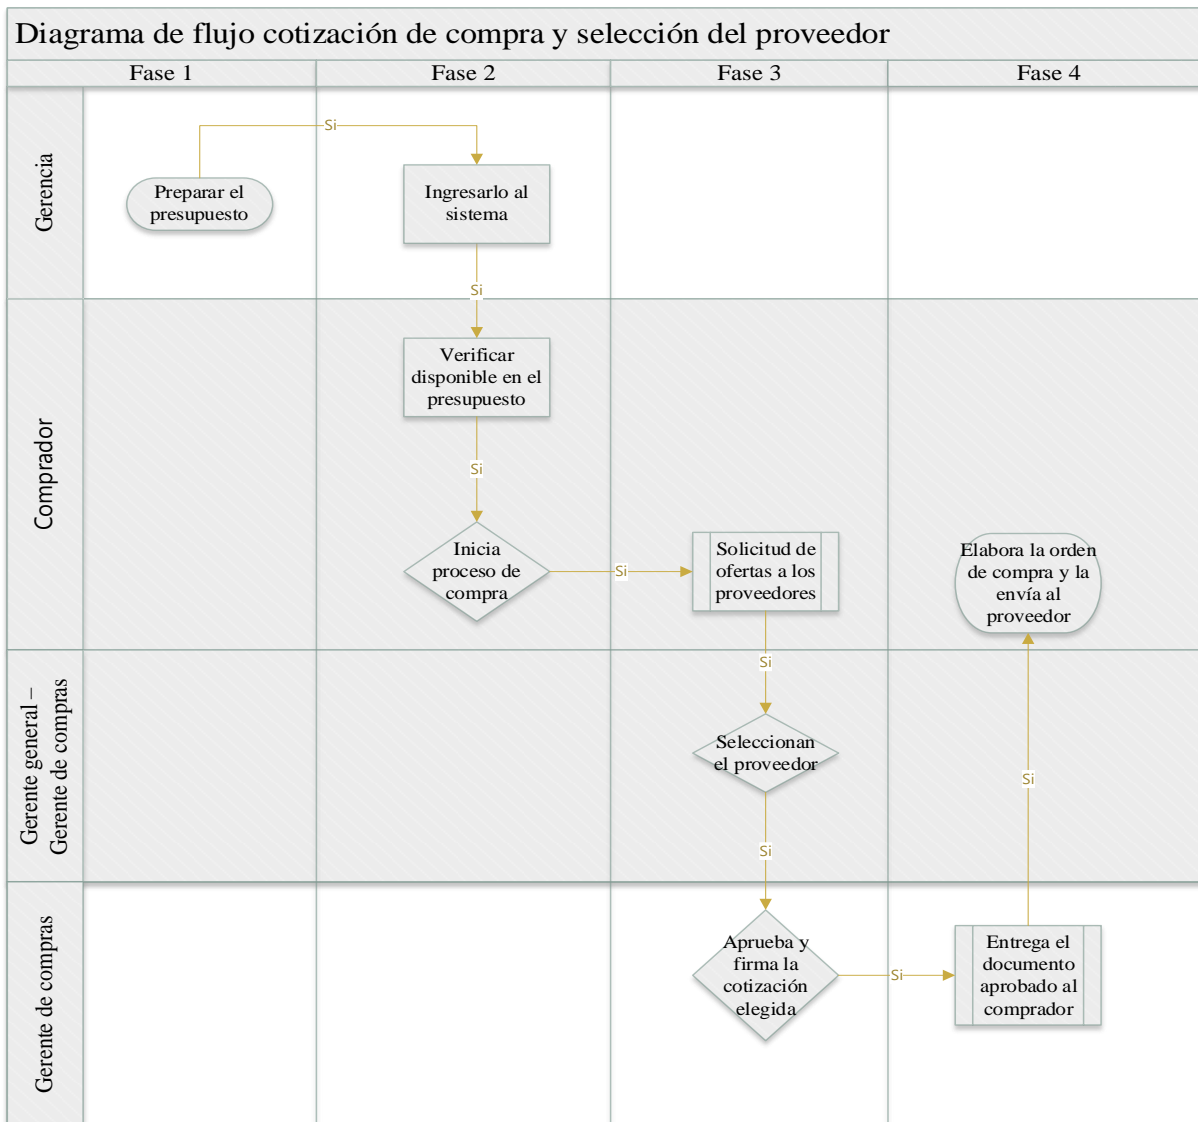 Diagrama de flujo cotización de compra y selección del proveedor
Fase 1
Fase 2
Fase 3
Fase 4
Gerencia
Si
Preparar el
presupuesto
Ingresarlo al
sistema
Si
Comprador
Verificar
disponible en el
presupuesto
Si
Inicia
proceso de
compra
Si
Solicitud de
ofertas a los
proveedores
Elabora la orden
de compra y la
envía al
proveedor
Si
Gerente general –
Gerente de compras
Seleccionan
el proveedor
Si
Si
Gerente de compras
Aprueba y
firma la
cotización
elegida
Si
Entrega el
documento
aprobado al
comprador